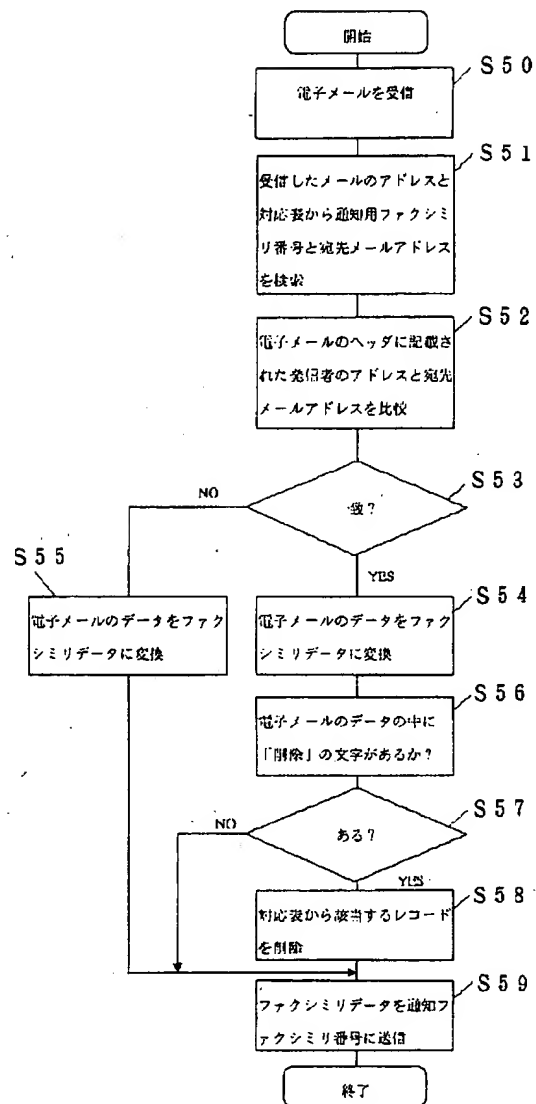 開始
S50
電子メールを受信
S51
受信したメールのアドレスと
対応表から通知用ファクシミ
リ番号と宛先メールアドレス
を検索
S52
電子メールのヘッダに記載さ
れた発信者のアドレスと宛先
メールアドレスを比較
S53
NO
一致?
YES
S55
S54
電子メールのデータをファク
シミリデータに変換
電子メールのデータをファク
シミリデータに変換
S56
電子メールのデータの中に
「削除」の文字があるか?
S57
NO
ある?
YES
S58
対応表から該当するレコード
を削除
S59
ファクシミリデータを通知フ
ァクシミリ番号に送信
終了